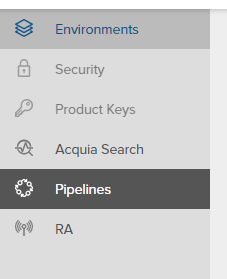 Environments
Security
Product Keys
Acquia Search
Pipelines
RA